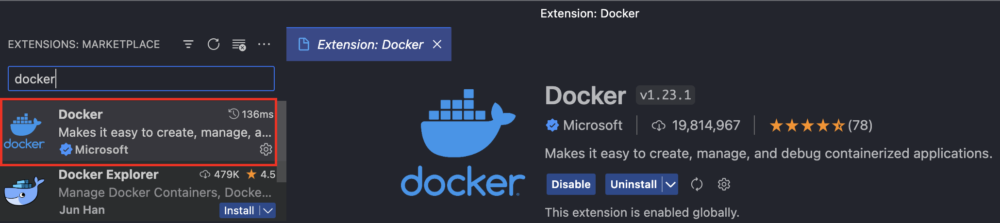 Extension: Docker
EXTENSIONS: MARKETPLACE
docker
Docker 136ms
Makes it easy to create, manage, a...
docker
Microsoft
Docker Explorer 479K 4.5
Manage Docker Containers, Docke...
Jun Han Install
Extension: Docker
docker
Docker v1.23.1
Microsoft 19,814,967 (78)
Makes it easy to create, manage, and debug containerized applications.
Disable Uninstall
This extension is enabled globally.